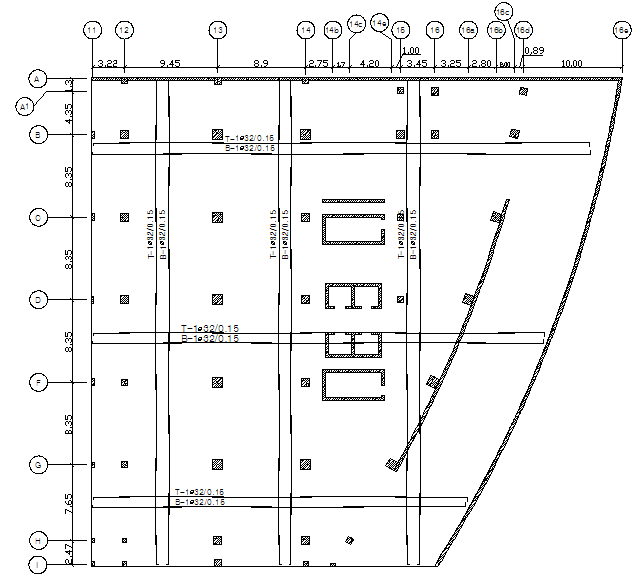 16c
11 12 13 14 14b 14c 14e 15 16 16a 16b 16d 16e
1.00 0.89
3.22 9.45 8.9 2.75 4.20 3.45 3.25 2.80 10.00
A
A1
4.35
B
T-1ø32/0.15
B-1ø32/0.15
8.35
C
T-1ø32/0.15
B-1ø32/0.15
T-1ø32/0.15
B-1ø32/0.15
T-1ø32/0.15
B-1ø32/0.15
8.35
D
T-1ø32/0.15
B-1ø32/0.15
8.35
F
8.35
G
T-1ø32/0.15
B-1ø32/0.15
7.65
H
2.47
I